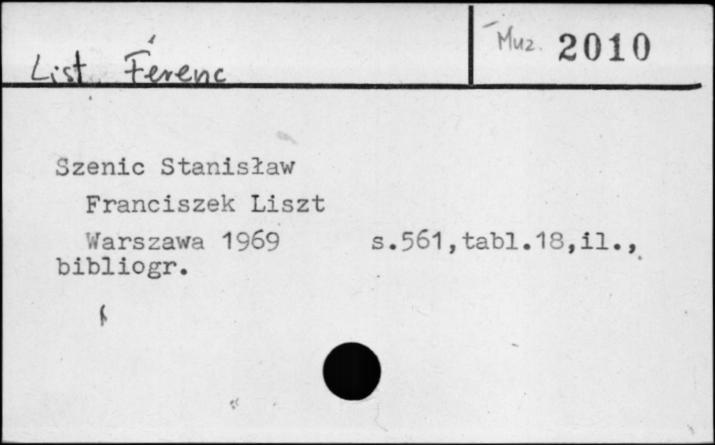 List, Ferenc
Muz. 2010
Szenic Stanisław
Franciszek Liszt
Warszawa 1969 s.561,tabl.18,il.,
bibliogr.